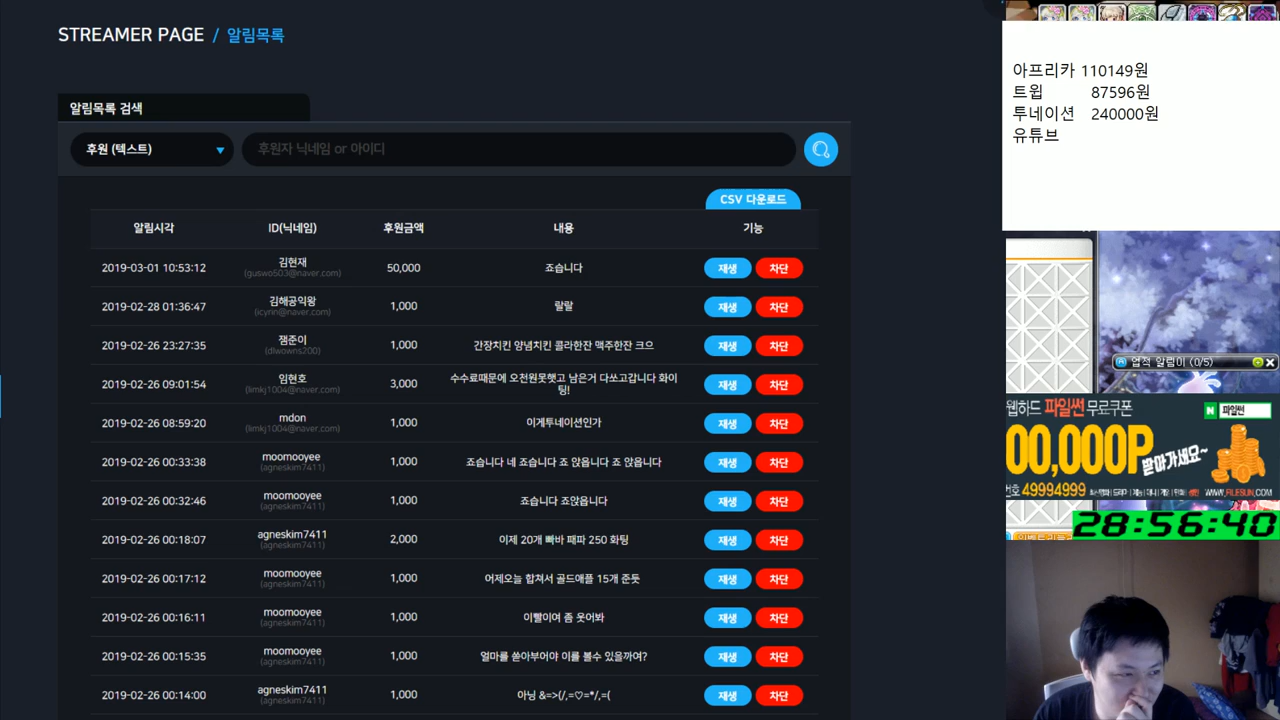 STREAMER PAGE / 알림목록
알림목록 검색
후원 (텍스트)
후원자 닉네임 or 아이디
CSV 다운로드
알림시각 ID(닉네임) 후원금액 내용 기능
2019-03-01 10:53:12 김현재 (guswo503@naver.com) 50,000 죠습니다 재생 차단
2019-02-28 01:36:47 김해공익왕 (icyrin@naver.com) 1,000 랄랄 재생 차단
2019-02-26 23:27:35 잼준이 (dlwowns200) 1,000 간장치킨 양념치킨 콜라한잔 맥주한잔 크으 재생 차단
2019-02-26 09:01:54 임현호 (limkj1004@naver.com) 3,000 수수료때문에 오천원못쏫고 남은거 다쏘고갑니다 화이
팅! 재생 차단
2019-02-26 08:59:20 mdon (limkj1004@naver.com) 1,000 이게투네이션인가 재생 차단
2019-02-26 00:33:38 moomooyee (agneskim7411) 1,000 죠습니다 네 죠습니다 죠 앉읍니다 죠 앉읍니다 재생 차단
2019-02-26 00:32:46 moomooyee (agneskim7411) 1,000 죠습니다 죠앉읍니다 재생 차단
2019-02-26 00:18:07 agneskim7411 (agneskim7411) 2,000 더 20개 빠바 패파 250 화팅 재생 차단
2019-02-26 00:17:12 moomooyee (agneskim7411) 1,000 어제오늘 합쳐서 골드애플 15개 준듯 재생 차단
2019-02-26 00:16:11 moomooyee (agneskim7411) 1,000 이빨이여 좀 웃어봐 재생 차단
2019-02-26 00:15:35 moomooyee (agneskim7411) 1,000 얼마를 쏟아부어야 이를 볼수 있을까여? 재생 차단
2019-02-26 00:14:00 agneskim7411 (agneskim7411) 1,000 아닝 &=>(/,=♡=*/,=( 재생 차단
아프리카 110149원
트윕 87596원
투네이션 240000원
유튜브
업적 알림이 (0/5)
웹하드 파일썬 무료쿠폰
N 파일썬
00,000P 받아가세요~
번호 49994999
WWW.FILESUN.COM
28:56:40